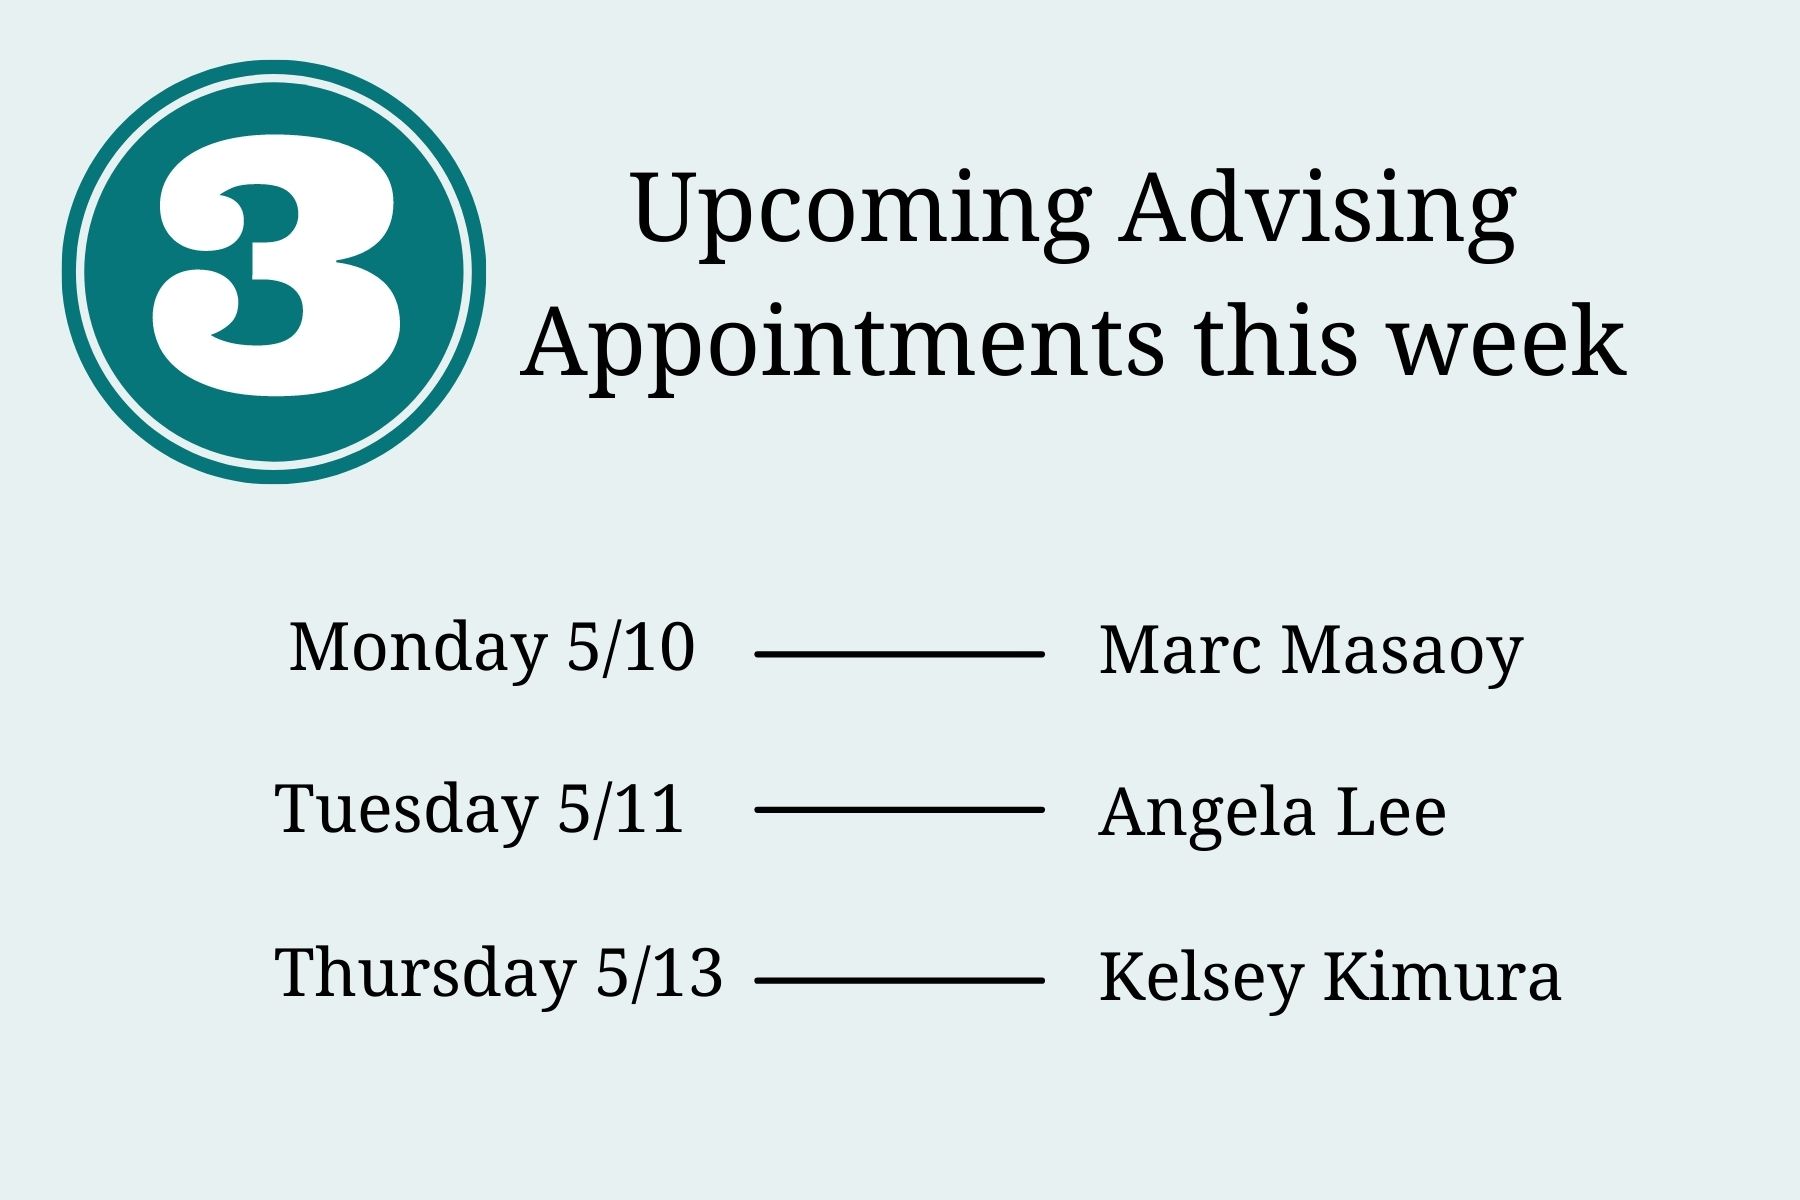 3
Upcoming Advising
Appointments this week
Monday 5/10 Marc Masaoy
Tuesday 5/11 Angela Lee
Thursday 5/13 Kelsey Kimura